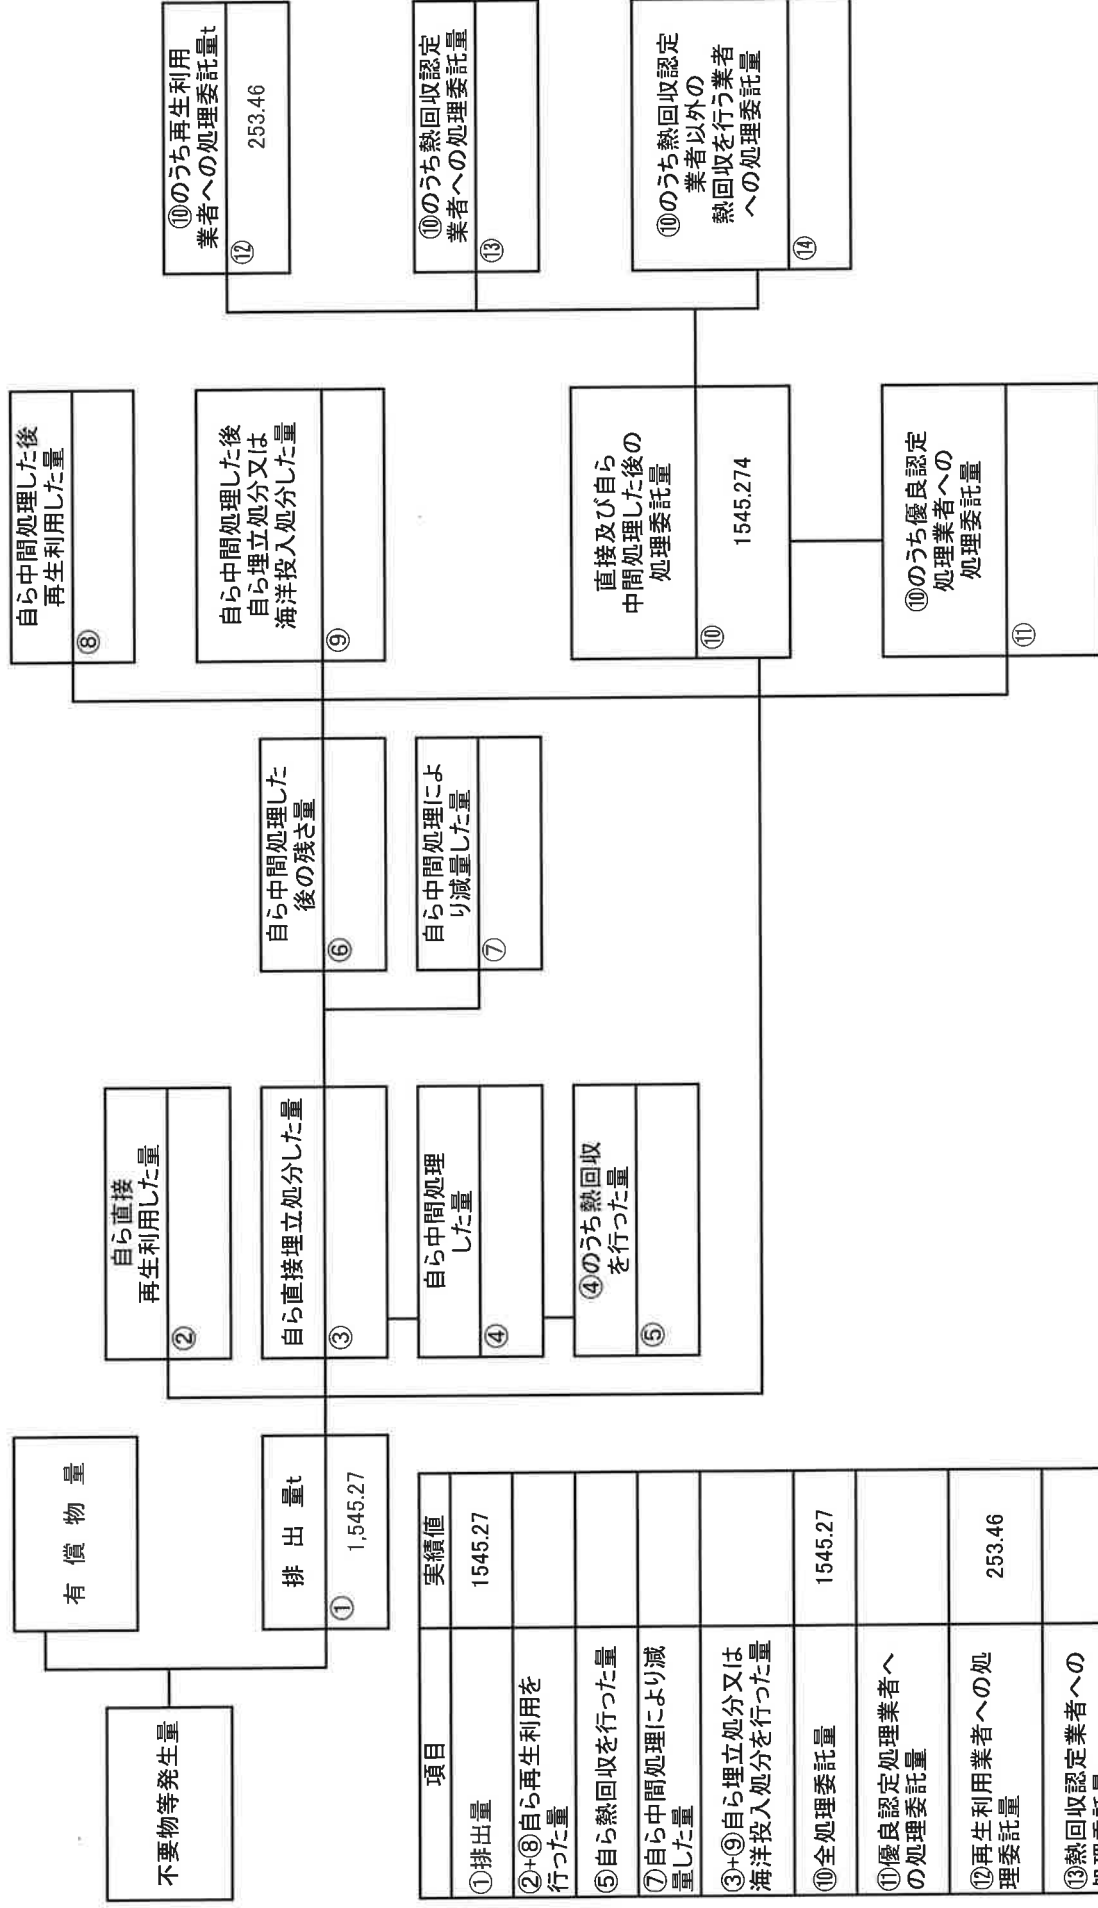 不要物等発生量
有償物量
排出量t
①
1,545.27
自ら直接
再生利用した量
②
自ら直接埋立処分した量
③
自ら中間処理
した量
④
④のうち熱回収
を行った量
⑤
自ら中間処理した
後の残さ量
⑥
自ら中間処理によ
り減量した量
⑦
自ら中間処理した後
再生利用した量
⑧
自ら中間処理した後
自ら埋立処分又は
海洋投入処分した量
⑨
直接及び自ら
中間処理した後の
処理委託量
⑩
1545.274
⑩のうち優良認定
処理業者への
処理委託量
⑪
⑩のうち再生利用
業者への処理委託量t
⑫
253.46
⑩のうち熱回収認定
業者への処理委託量
⑬
⑩のうち熱回収認定
業者以外の
熱回収を行う業者
への処理委託量
⑭
項目 実績値
①排出量 1545.27
②+⑧自ら再生利用を
行った量
⑤自ら熱回収を行った量
⑦自ら中間処理により減
量した量
③+⑨自ら埋立処分又は
海洋投入処分を行った量
⑩全処理委託量 1545.27
⑪優良認定処理業者へ
の処理委託量
⑫再生利用業者への処
理委託量 253.46
⑬熱回収認定業者への